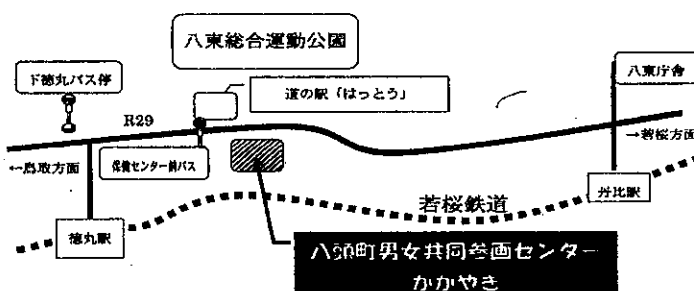 八東総合運動公園
下徳丸バス停
道の駅「はっとう」
八東庁舎
R29
→若桜方面
←鳥取方面
保健センター前バス
若桜鉄道
丹比駅
徳丸駅
八頭町男女共同参画センター
かがやき